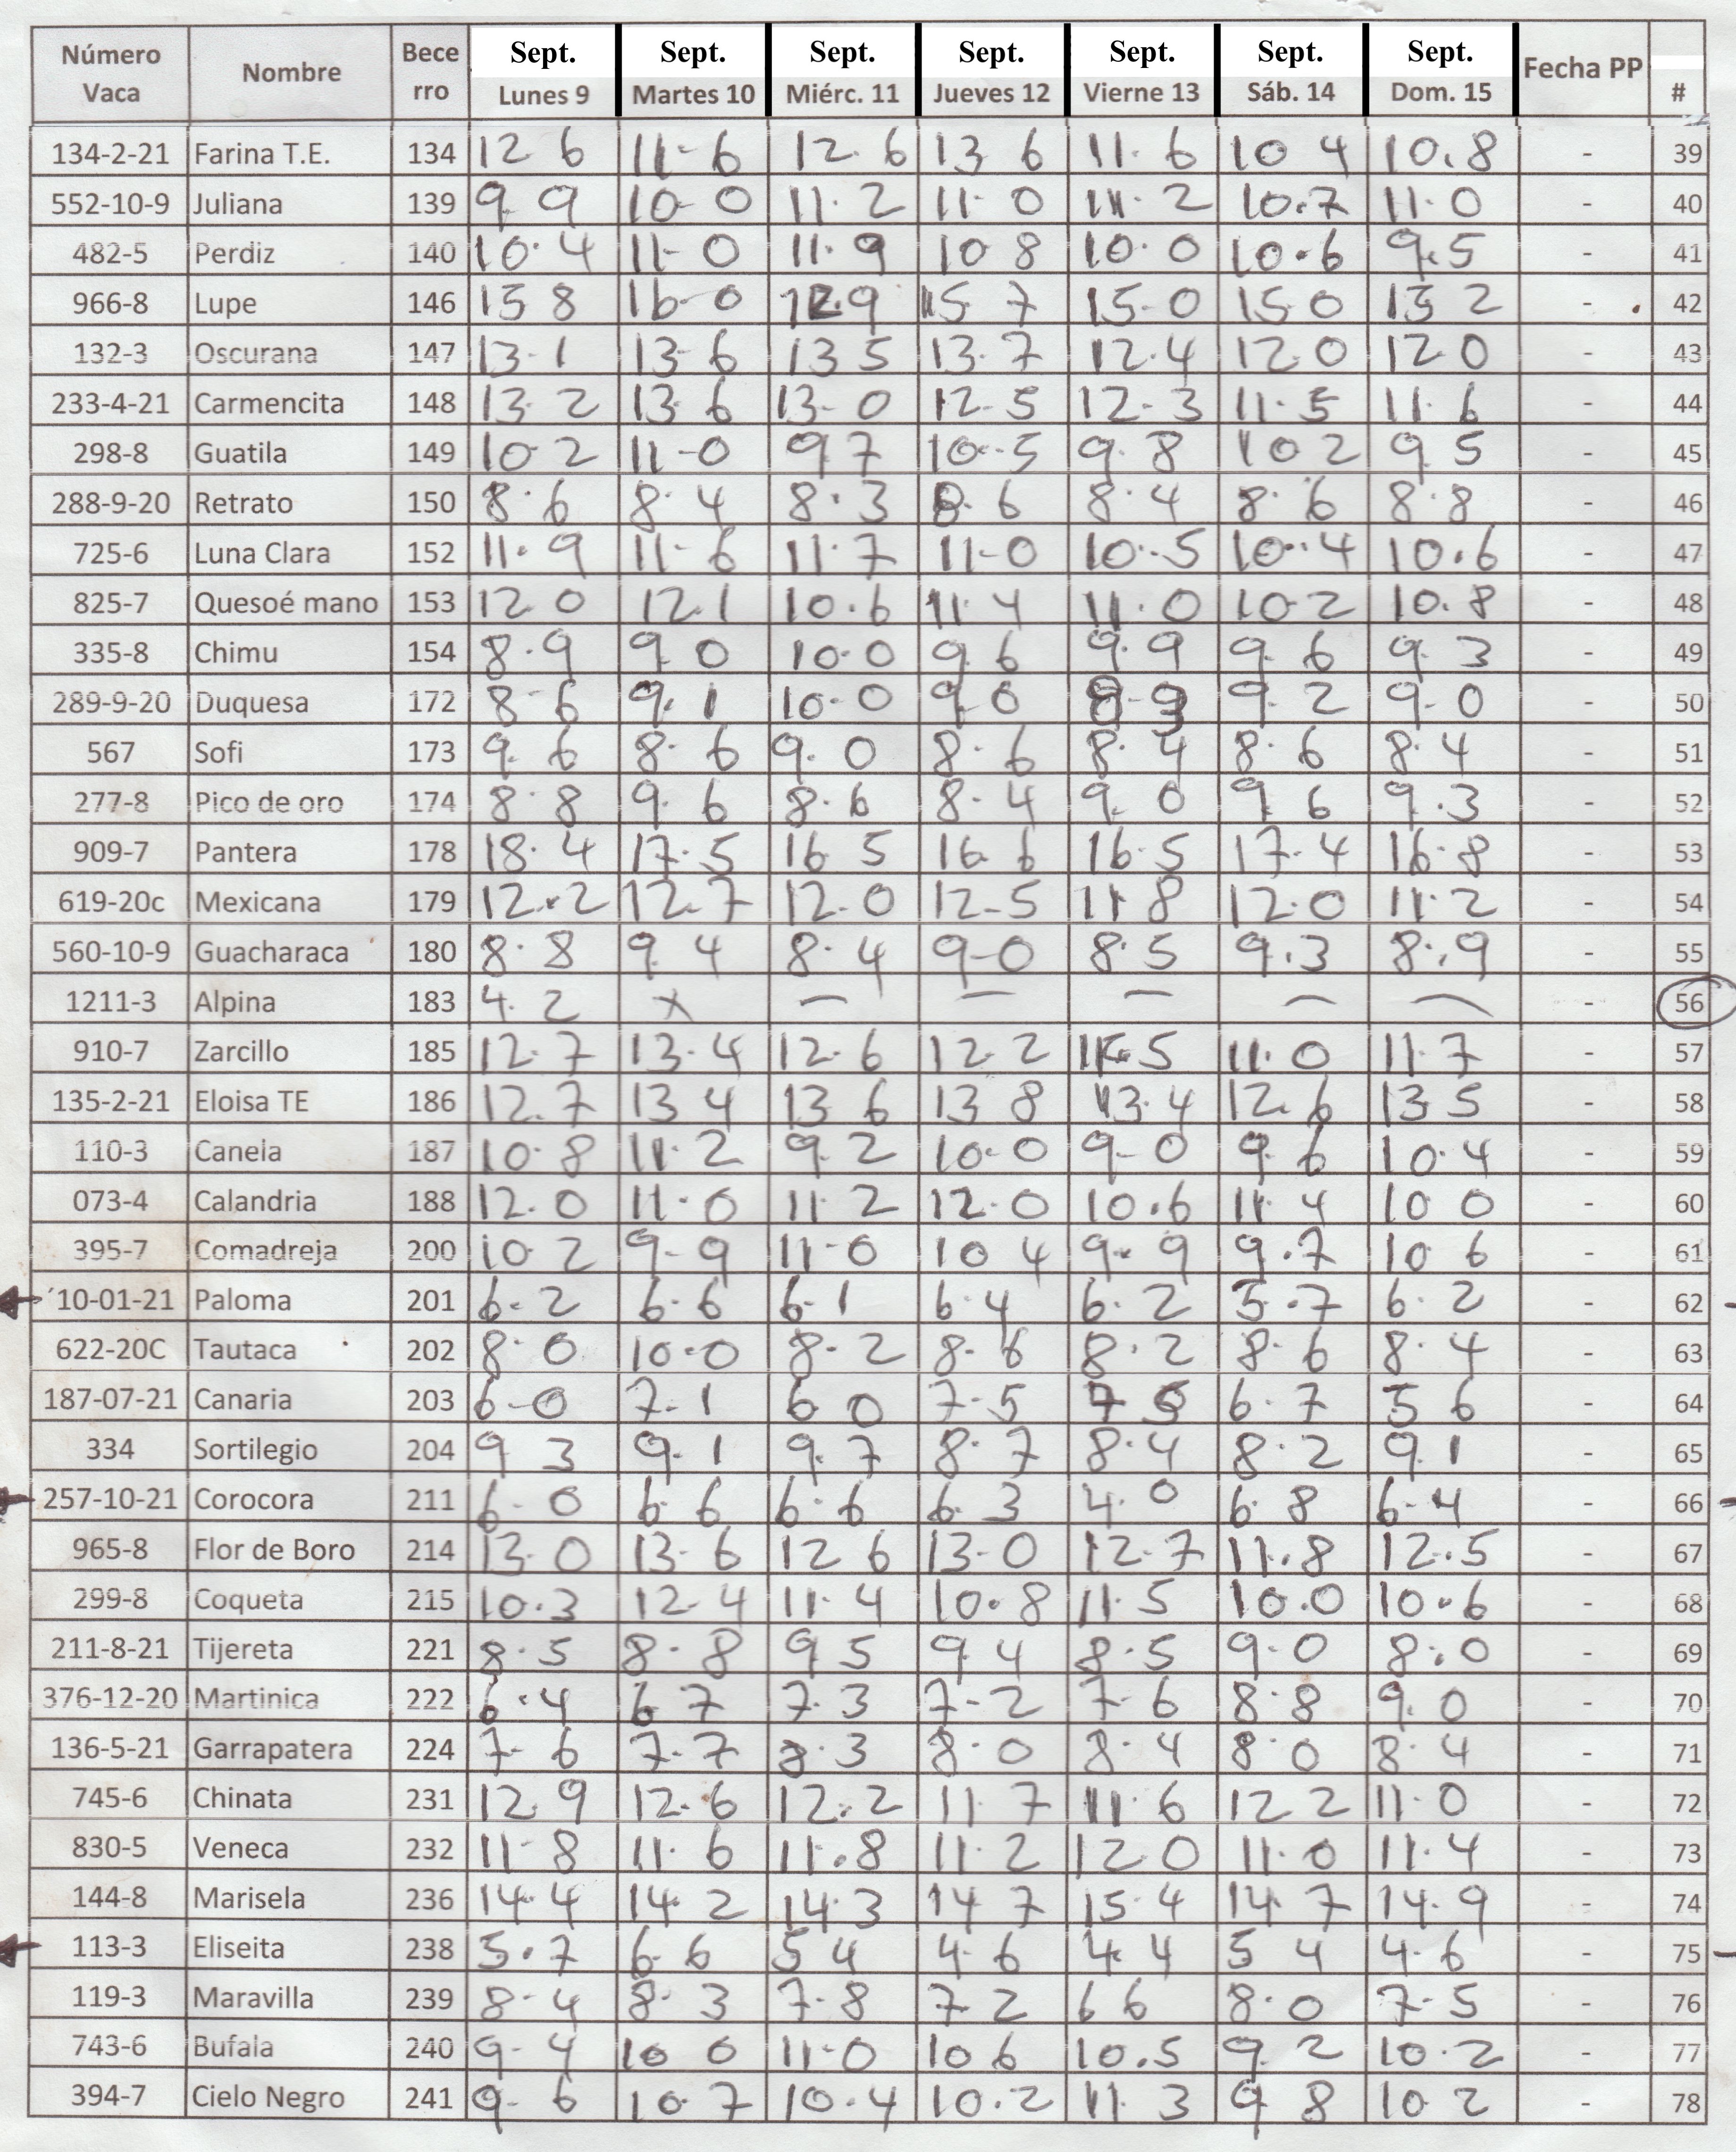 Número Vaca Nombre Bece rro Sept. Lunes 9 Sept. Martes 10 Sept. Miérc. 11 Sept. Jueves 12 Sept. Vierne 13 Sept. Sáb. 14 Sept. Dom. 15 Fecha PP #
134-2-21 Farina T.E. 134 12 6 11-6 12.6 13 6 11.6 10 4 10.8 - 39
552-10-9 Juliana 139 9 9 10-0 11.2 11.0 11.2 10.7 11.0 - 40
482-5 Perdiz 140 10.4 11-0 11.9 10 8 10.0 10.6 9.5 - 41
966-8 Lupe 146 15 8 16-0 12.9 15 7 15-0 15 0 15 2 - 42
132-3 Oscurana 147 13-1 13-6 13 5 13.7 12.4 12 0 12 0 - 43
233-4-21 Carmencita 148 13 2 13 6 13-0 12-5 12-3 11.5 11.6 - 44
298-8 Guatila 149 10 2 11-0 9 7 10-5 9.8 10 2 9 5 - 45
288-9-20 Retrato 150 8.6 8.4 8.3 8.6 8.4 8.6 8.8 - 46
725-6 Luna Clara 152 11.9 11-6 11.7 11-0 10.5 10.4 10.6 - 47
825-7 Quesoé mano 153 12 0 12.1 10.6 11 4 11.0 10 2 10.8 - 48
335-8 Chimu 154 8.9 9 0 10.0 9 6 9.9 9.6 9.3 - 49
289-9-20 Duquesa 172 8-6 9.1 10-0 9.0 9.2 9-0 - 50
567 Sofi 173 9.6 8.6 9.0 8.6 8.4 8.6 8.4 - 51
277-8 Pico de oro 174 8.8 9.6 8.6 8.4 9.0 9 6 9.3 - 52
909-7 Pantera 178 18.4 17.5 16 5 16.6 16.5 17.4 16.8 - 53
619-20c Mexicana 179 12.2 12.7 12.0 12-5 11 8 12.0 11.2 - 54
560-10-9 Guacharaca 180 8.8 9 4 8.4 9-0 8.5 9.3 8.9 - 55
1211-3 Alpina 183 4.2 x — — — — — - 56
910-7 Zarcillo 185 12.7 13.4 12.6 12 2 11.5 11.0 11.7 - 57
135-2-21 Eloisa TE 186 12.7 13 4 13 6 13 8 13.4 12.6 13 5 - 58
110-3 Canela 187 10.8 11.2 9.2 10-0 9-0 9.6 10.4 - 59
073-4 Calandria 188 12.0 11.0 11.2 12.0 10.6 11.4 10 0 - 60
395-7 Comadreja 200 10.2 9-9 11-0 10 4 9.9 9.7 10 6 - 61
10-01-21 Paloma 201 6.2 6.6 6-1 6.4 6.2 5.7 6.2 - 62
622-20C Tautaca 202 8.0 10.0 8-2 8-6 8.2 8.6 8.4 - 63
187-07-21 Canaria 203 6-0 7.1 6 0 7-5 7 5 6.7 5 6 - 64
334 Sortilegio 204 9 3 9.1 9.7 8.7 8.4 8.2 9 1 - 65
257-10-21 Corocora 211 6-0 6.6 6.6 6.3 4.0 6 8 6-4 - 66
965-8 Flor de Boro 214 13.0 13-6 12 6 13-0 12-7 11.8 12.5 - 67
299-8 Coqueta 215 10.3 12-4 11.4 10.8 11.5 10.0 10.6 - 68
211-8-21 Tijereta 221 8.5 8.8 9 5 9.4 8.5 9.0 8.0 - 69
376-12-20 Martinica 222 6.4 6 7 7.3 7-2 7-6 8.8 9.0 - 70
136-5-21 Garrapatera 224 7-6 7-7 8.3 8.0 8.4 8.0 8.4 - 71
745-6 Chinata 231 12 9 12.6 12.2 11.7 11.6 12 2 11.0 - 72
830-5 Veneca 232 11.8 11.6 11.8 11.2 12 0 11.0 11.4 - 73
144-8 Marisela 236 14.4 14.2 14.3 14 7 15.4 14.7 14.9 - 74
113-3 Eliseita 238 5.7 6.6 5 4 4.6 4.4 5 4 4.6 - 75
119-3 Maravilla 239 8-4 8.3 7-8 7.2 6 6 8.0 7-5 - 76
743-6 Bufala 240 9-4 10 0 11-0 10 6 10.5 9.2 10.2 - 77
394-7 Cielo Negro 241 9-6 10.7 10.4 10.2 11.3 9 8 10 2 - 78